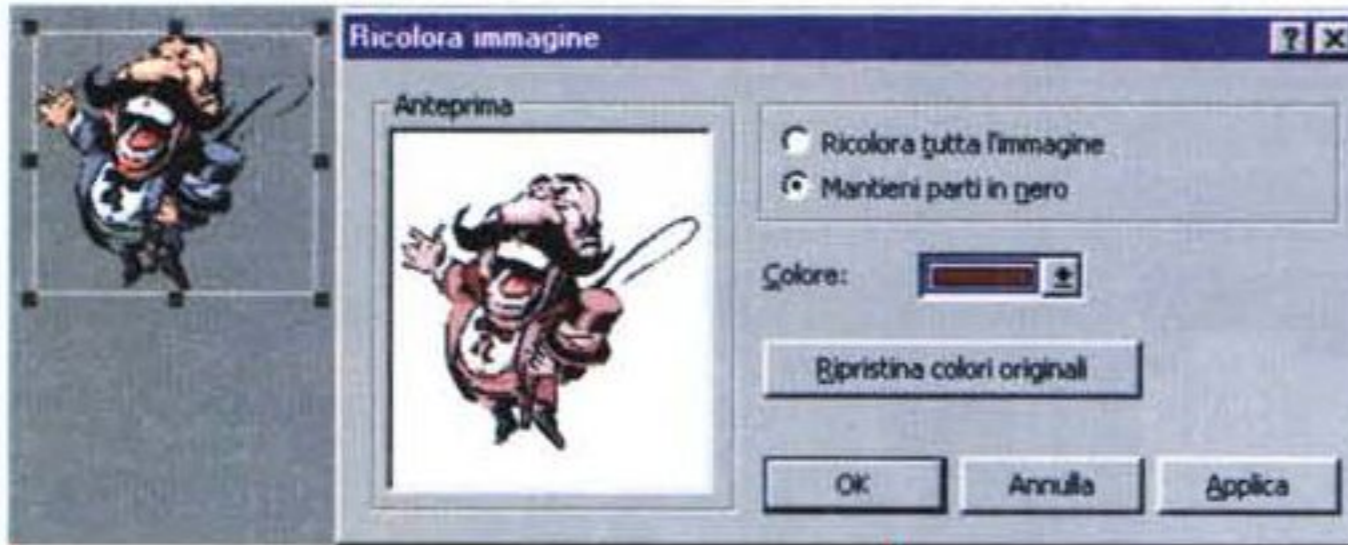 Ricolora immagine
Anteprima
Ricolora tutta l'immagine
Mantieni parti in nero
Colore:
Ripristina colori originali
OK
Annulla
Applica